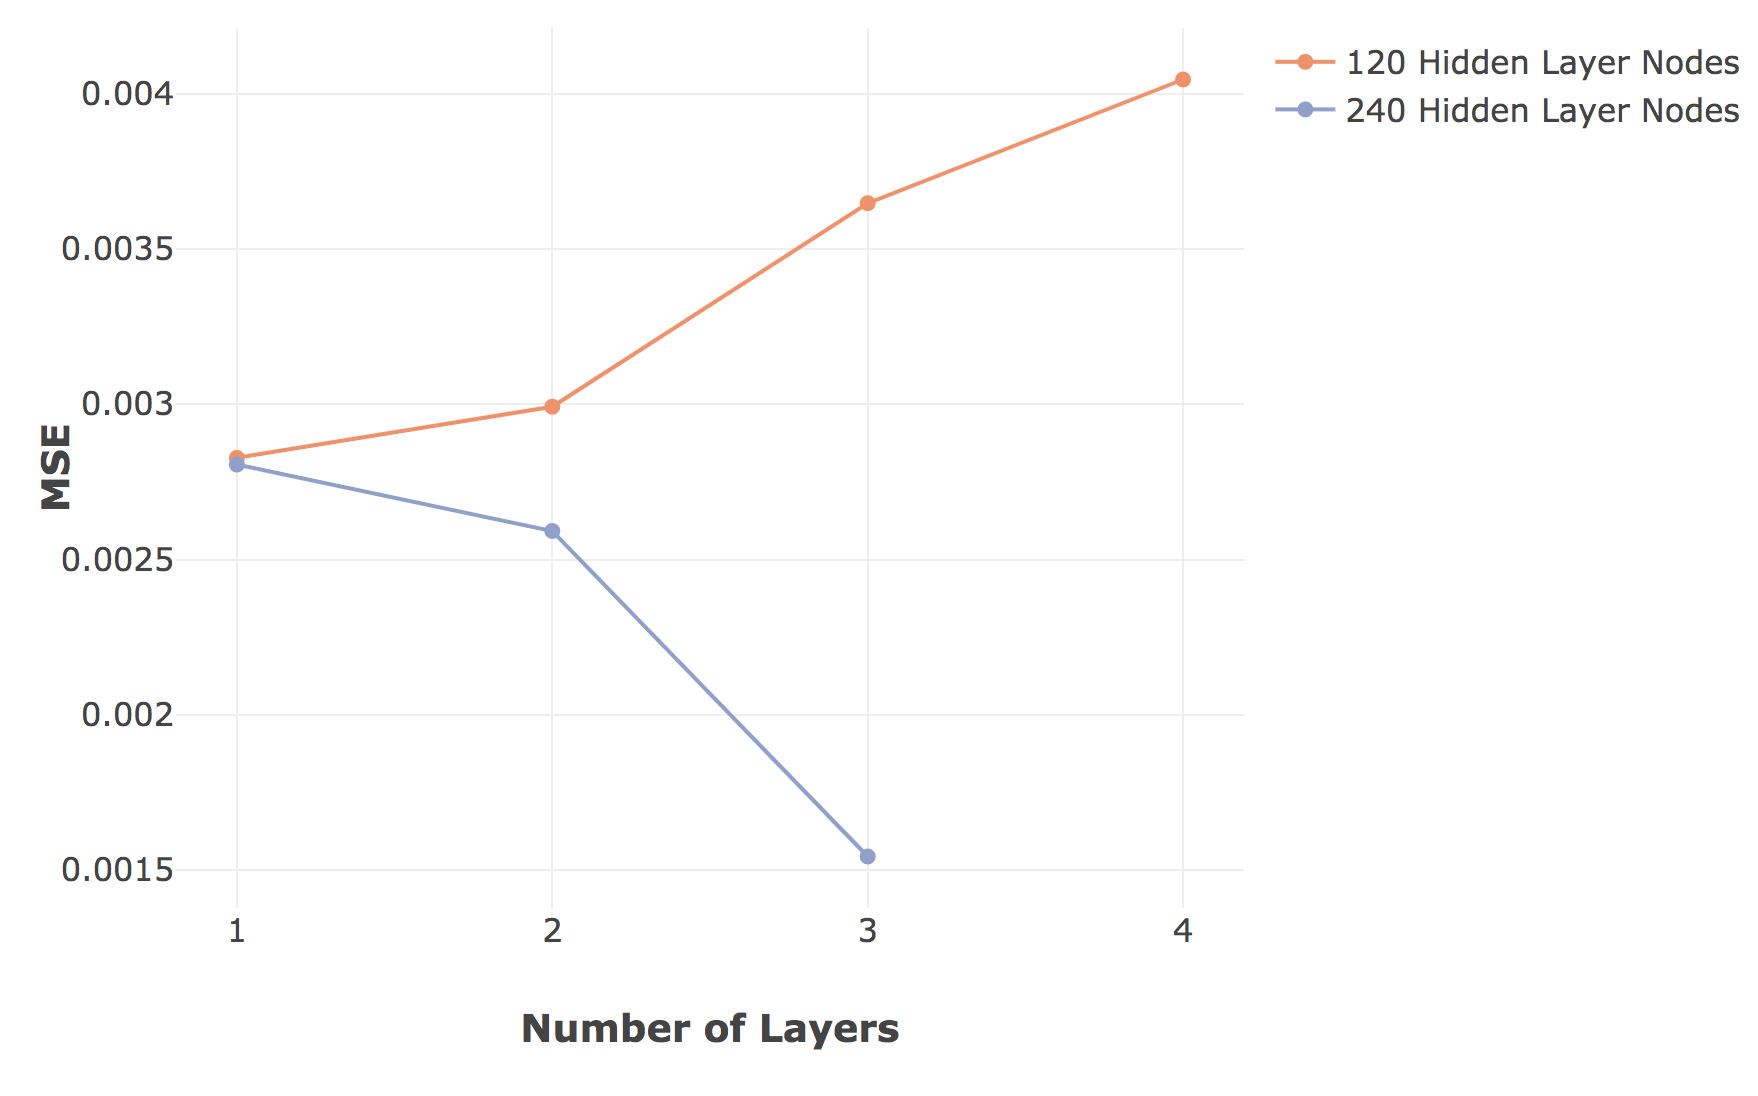 120 Hidden Layer Nodes
240 Hidden Layer Nodes
0.004
0.0035
0.003
0.0025
0.002
0.0015
MSE
1 2 3 4
Number of Layers